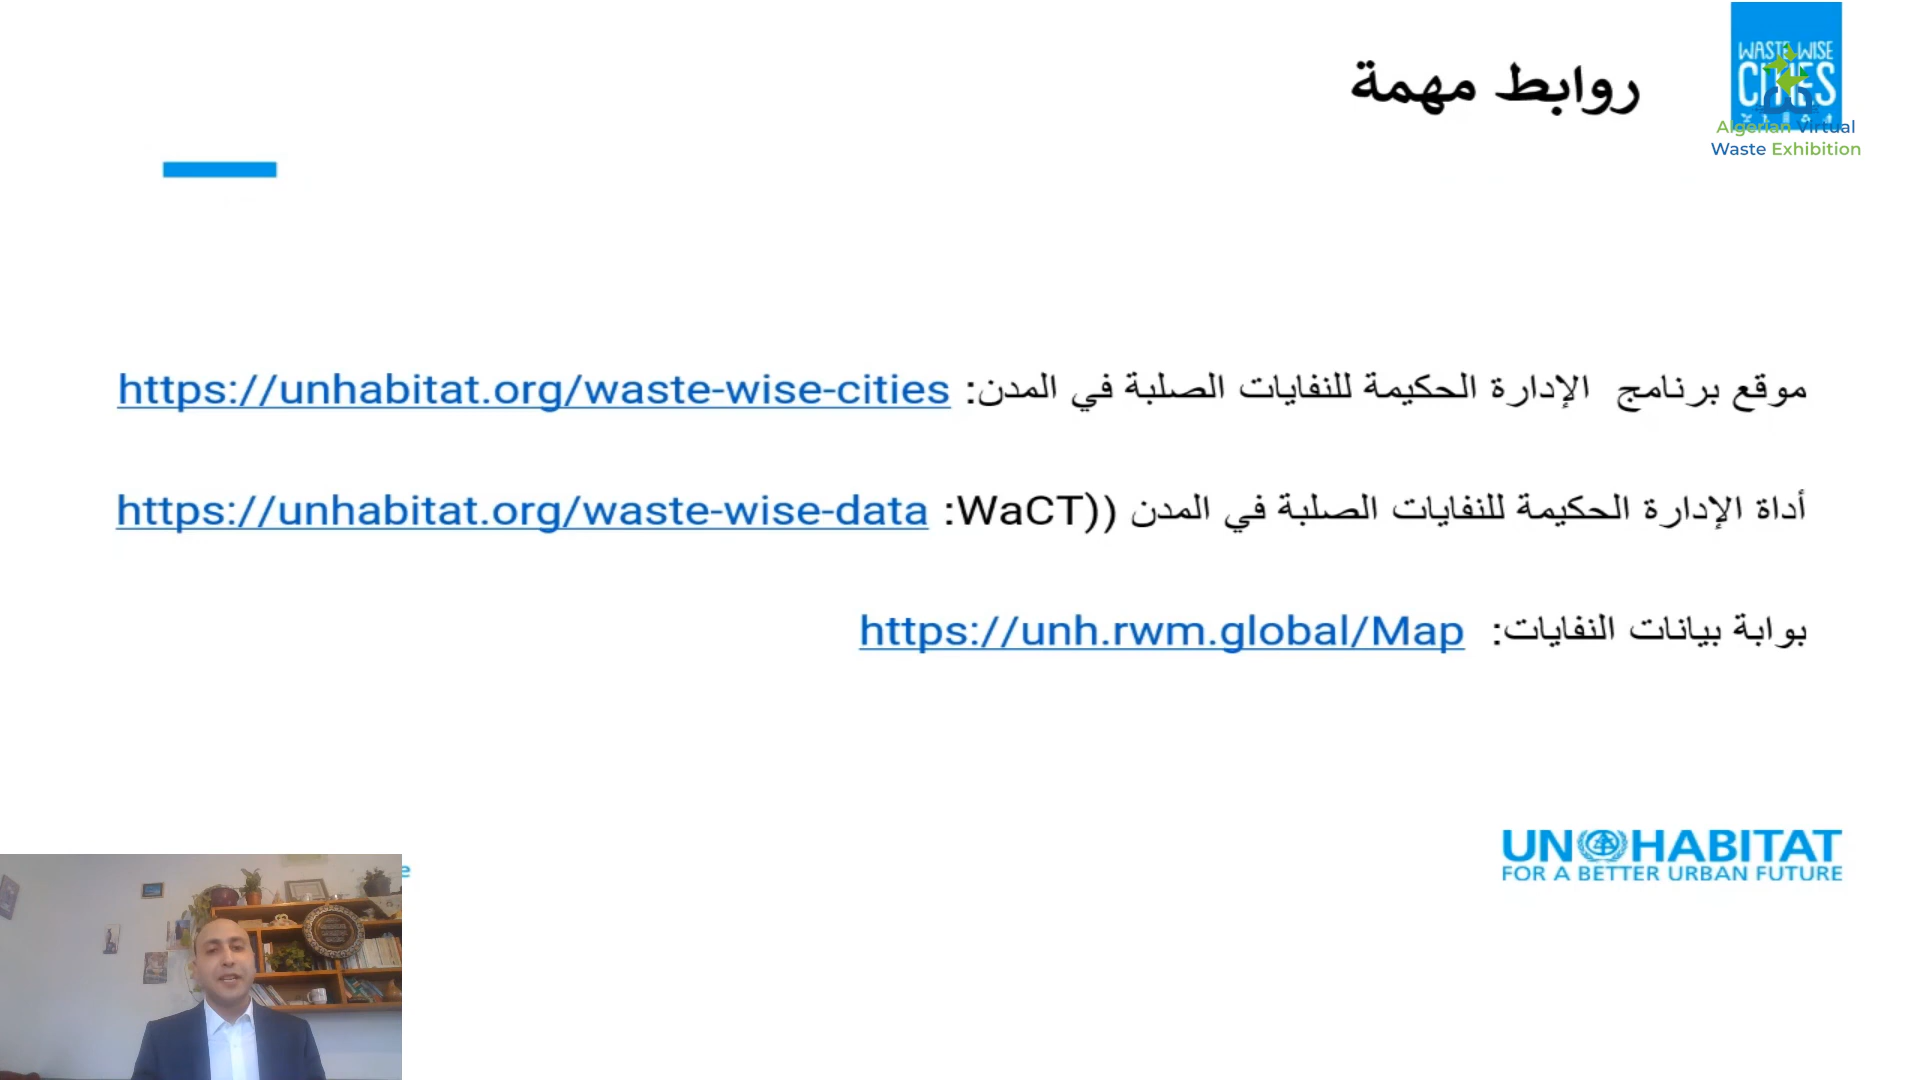 روابط مهمة
WASTE WISE
CITIES
Algerian Virtual
Waste Exhibition
موقع برنامج الإدارة الحكيمة للنفايات الصلبة في المدن: https://unhabitat.org/waste-wise-cities
أداة الإدارة الحكيمة للنفايات الصلبة في المدن ((WaCT: https://unhabitat.org/waste-wise-data
بوابة بيانات النفايات: https://unh.rwm.global/Map
UN HABITAT
FOR A BETTER URBAN FUTURE